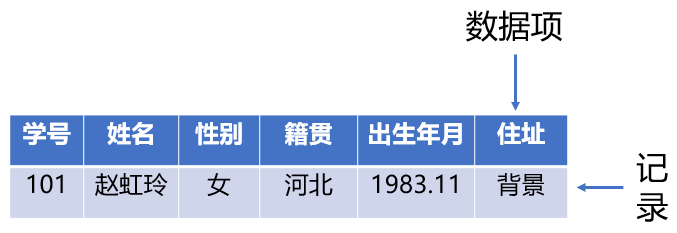 数据项
学号 姓名 性别 籍贯 出生年月 住址
101 赵虹玲 女 河北 1983.11 背景
记
录